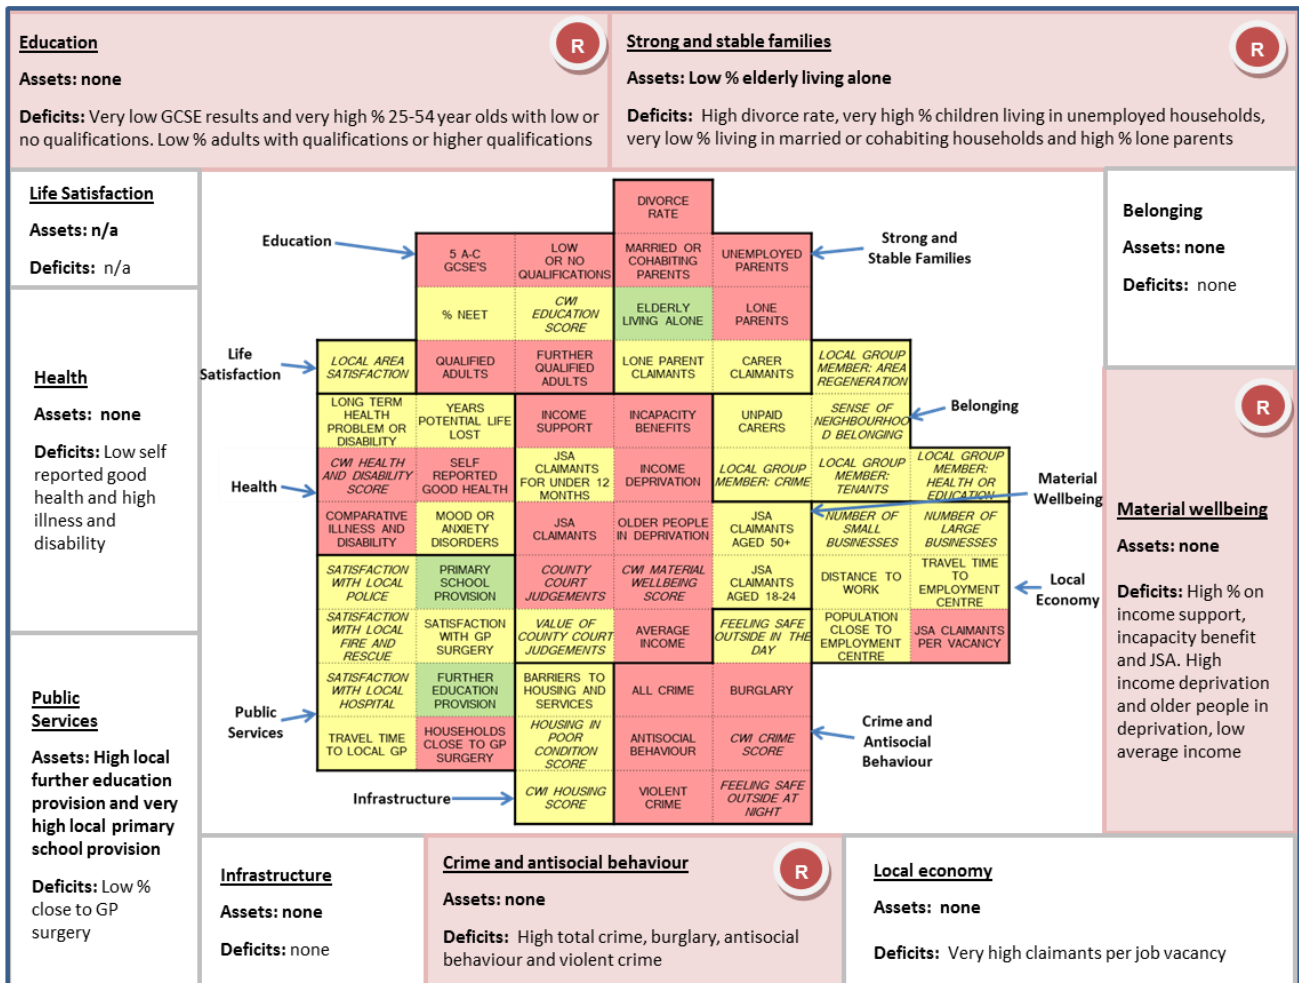 Education
R
Assets: none
Deficits: Very low GCSE results and very high % 25-54 year olds with low or
no qualifications. Low % adults with qualifications or higher qualifications
Strong and stable families
R
Assets: Low % elderly living alone
Deficits: High divorce rate, very high % children living in unemployed households,
very low % living in married or cohabiting households and high % lone parents
Life Satisfaction
Assets: n/a
Deficits: n/a
Health
Assets: none
Deficits: Low self
reported good
health and high
illness and
disability
Public
Services
Assets: High local
further education
provision and very
high local primary
school provision
Deficits: Low %
close to GP
surgery
Education
Strong and
Stable Families
Life
Satisfaction
Belonging
Health
Material
Wellbeing
Local
Economy
Public
Services
Crime and
Antisocial
Behaviour
Infrastructure
DIVORCE
RATE
5 A-C
GCSE'S
LOW
OR NO
QUALIFICATIONS
MARRIED OR
COHABITING
PARENTS
UNEMPLOYED
PARENTS
% NEET
CWI
EDUCATION
SCORE
ELDERLY
LIVING ALONE
LONE
PARENTS
LOCAL AREA
SATISFACTION
QUALIFIED
ADULTS
FURTHER
QUALIFIED
ADULTS
LONE PARENT
CLAIMANTS
CARER
CLAIMANTS
LOCAL GROUP
MEMBER: AREA
REGENERATION
LONG TERM
HEALTH
PROBLEM OR
DISABILITY
YEARS
POTENTIAL LIFE
LOST
INCOME
SUPPORT
INCAPACITY
BENEFITS
UNPAID
CARERS
SENSE OF
NEIGHBOURHOO
D BELONGING
CWI HEALTH
AND DISABILITY
SCORE
SELF
REPORTED
GOOD HEALTH
JSA
CLAIMANTS
FOR UNDER 12
MONTHS
INCOME
DEPRIVATION
LOCAL GROUP
MEMBER: CRIME
LOCAL GROUP
MEMBER:
TENANTS
LOCAL GROUP
MEMBER:
HEALTH OR
EDUCATION
COMPARATIVE
ILLNESS AND
DISABILITY
MOOD OR
ANXIETY
DISORDERS
JSA
CLAIMANTS
OLDER PEOPLE
IN DEPRIVATION
JSA
CLAIMANTS
AGED 50+
NUMBER OF
SMALL
BUSINESSES
NUMBER OF
LARGE
BUSINESSES
SATISFACTION
WITH LOCAL
POLICE
PRIMARY
SCHOOL
PROVISION
COUNTY
COURT
JUDGEMENTS
CWI MATERIAL
WELLBEING
SCORE
JSA
CLAIMANTS
AGED 18-24
DISTANCE TO
WORK
TRAVEL TIME
TO
EMPLOYMENT
CENTRE
SATISFACTION
WITH LOCAL
FIRE AND
RESCUE
SATISFACTION
WITH GP
SURGERY
VALUE OF
COUNTY COURT
JUDGEMENTS
AVERAGE
INCOME
FEELING SAFE
OUTSIDE IN THE
DAY
POPULATION
CLOSE TO
EMPLOYMENT
CENTRE
JSA CLAIMANTS
PER VACANCY
SATISFACTION
WITH LOCAL
HOSPITAL
FURTHER
EDUCATION
PROVISION
BARRIERS TO
HOUSING AND
SERVICES
ALL CRIME
BURGLARY
TRAVEL TIME
TO LOCAL GP
HOUSEHOLDS
CLOSE TO GP
SURGERY
HOUSING IN
POOR
CONDITION
SCORE
ANTISOCIAL
BEHAVIOUR
CWI CRIME
SCORE
CWI HOUSING
SCORE
VIOLENT
CRIME
FEELING SAFE
OUTSIDE AT
NIGHT
Belonging
Assets: none
Deficits: none
R
Material wellbeing
Assets: none
Deficits: High % on
income support,
incapacity benefit
and JSA. High
income deprivation
and older people in
deprivation, low
average income
Infrastructure
Assets: none
Deficits: none
Crime and antisocial behaviour
R
Assets: none
Deficits: High total crime, burglary, antisocial
behaviour and violent crime
Local economy
Assets: none
Deficits: Very high claimants per job vacancy